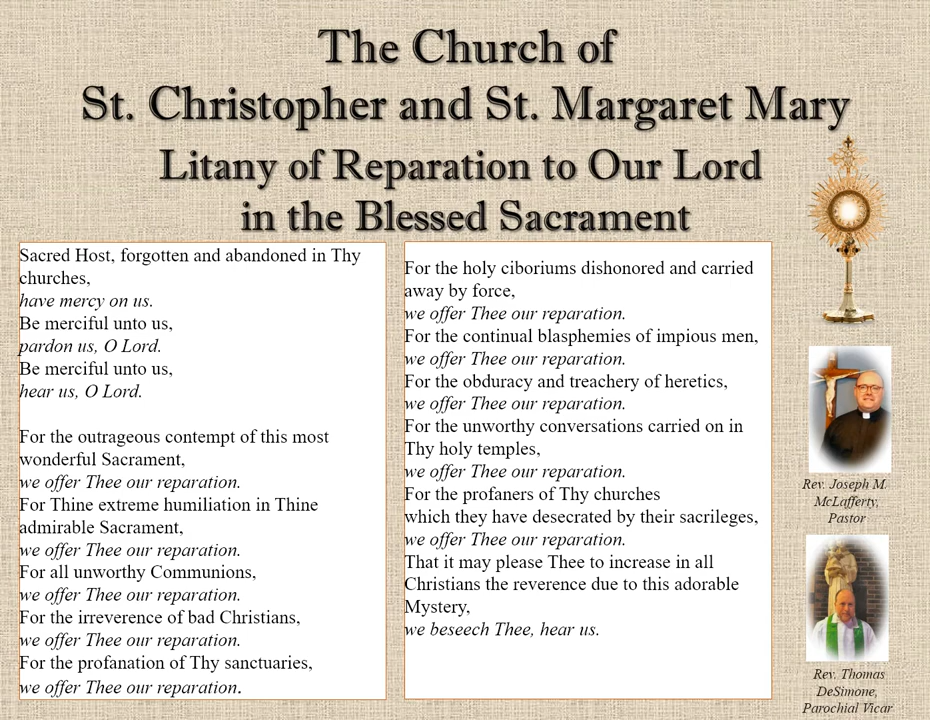 The Church of
St. Christopher and St. Margaret Mary
Litany of Reparation to Our Lord
in the Blessed Sacrament
Sacred Host, forgotten and abandoned in Thy
churches,
have mercy on us.
Be merciful unto us,
pardon us, O Lord.
Be merciful unto us,
hear us, O Lord.
For the outrageous contempt of this most
wonderful Sacrament,
we offer Thee our reparation.
For Thine extreme humiliation in Thine
admirable Sacrament,
we offer Thee our reparation.
For all unworthy Communions,
we offer Thee our reparation.
For the irreverence of bad Christians,
we offer Thee our reparation.
For the profanation of Thy sanctuaries,
we offer Thee our reparation.
For the holy ciboriums dishonored and carried
away by force,
we offer Thee our reparation.
For the continual blasphemies of impious men,
we offer Thee our reparation.
For the obduracy and treachery of heretics,
we offer Thee our reparation.
For the unworthy conversations carried on in
Thy holy temples,
we offer Thee our reparation.
For the profaners of Thy churches
which they have desecrated by their sacrileges,
we offer Thee our reparation.
That it may please Thee to increase in all
Christians the reverence due to this adorable
Mystery,
we beseech Thee, hear us.
Rev. Joseph M.
McLafferty,
Pastor
Rev. Thomas
DeSimone,
Parochial Vicar